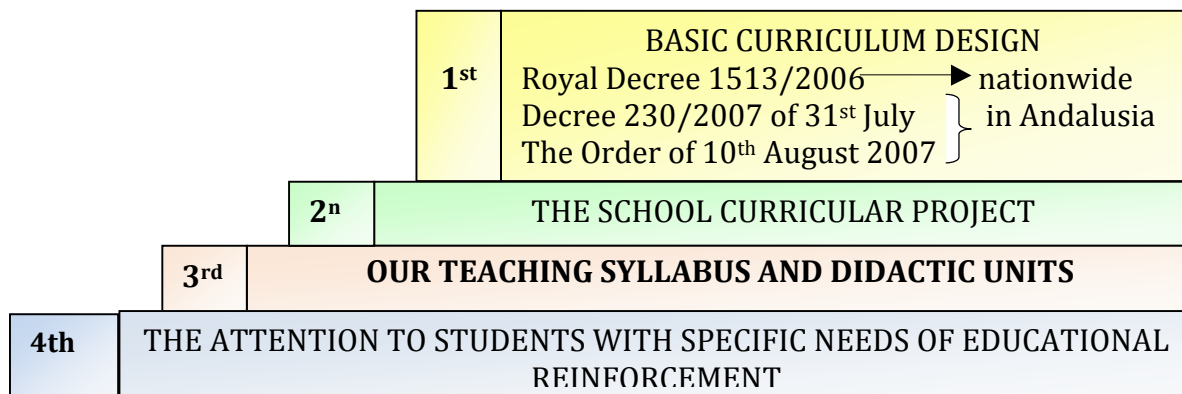 BASIC CURRICULUM DESIGN
1st
Royal Decree 1513/2006 nationwide
Decree 230/2007 of 31st July in Andalusia
The Order of 10th August 2007
2n THE SCHOOL CURRICULAR PROJECT
3rd OUR TEACHING SYLLABUS AND DIDACTIC UNITS
4th THE ATTENTION TO STUDENTS WITH SPECIFIC NEEDS OF EDUCATIONAL
REINFORCEMENT